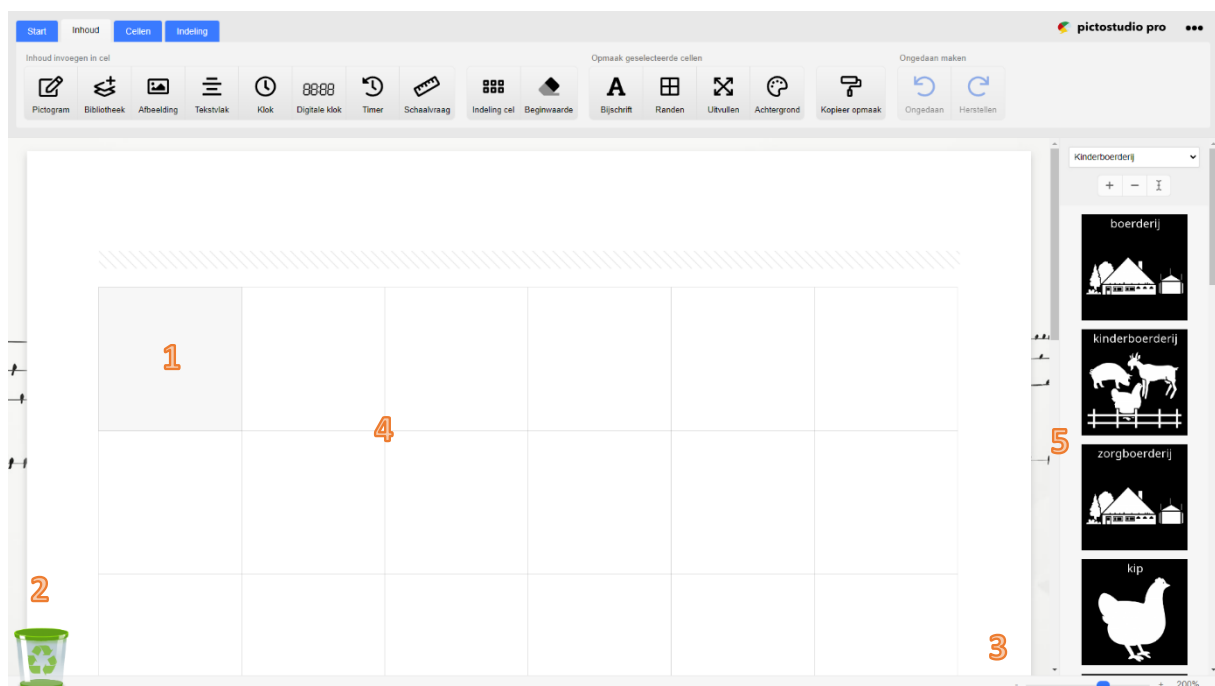 Start Inhoud Cellen Indeling
pictostudio pro
Inhoud invoegen in cel
Opmaak geselecteerde cellen
Ongedaan maken
88:88
Pictogram Bibliotheek Afbeelding Tekstvlak Klok Digitale klok Timer Schaalvraag Indeling cel Beginwaarde Bijschrift Randen Uitvullen Achtergrond Kopieer opmaak Ongedaan Herstellen
Kinderboerderij
boerderij
kinderboerderij
zorgboerderij
kip
1
4
5
2
3
200%